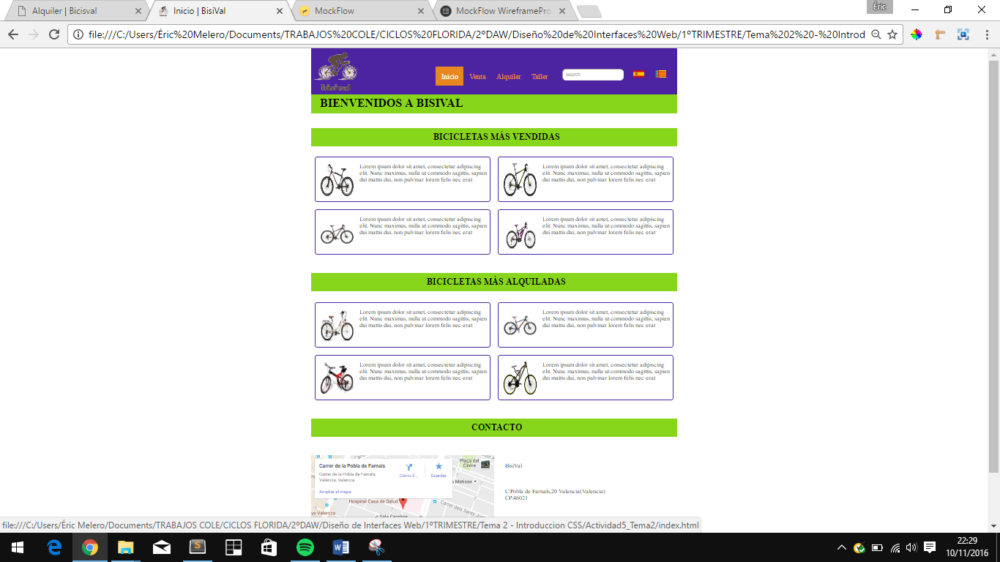 Éric
Alquiler | Bicisval
Inicio | BisiVal
MockFlow
MockFlow WireframePro
file:///C:/Users/Éric%20Melero/Documents/TRABAJOS%20COLE/CICLOS%20FLORIDA/2ºDAW/Diseño%20de%20Interfaces%20Web/1ºTRIMESTRE/Tema%202%20-%20Introd
bisival
Inicio Venta Alquiler Taller search
BIENVENIDOS A BISIVAL
BICICLETAS MÁS VENDIDAS
Lorem ipsum dolor sit amet, consectetur adipiscing
elit. Nunc maximus, nulla ut commodo sagittis, sapien
dui mattis dui, non pulvinar lorem felis nec erat
Lorem ipsum dolor sit amet, consectetur adipiscing
elit. Nunc maximus, nulla ut commodo sagittis, sapien
dui mattis dui, non pulvinar lorem felis nec erat
Lorem ipsum dolor sit amet, consectetur adipiscing
elit. Nunc maximus, nulla ut commodo sagittis, sapien
dui mattis dui, non pulvinar lorem felis nec erat
Lorem ipsum dolor sit amet, consectetur adipiscing
elit. Nunc maximus, nulla ut commodo sagittis, sapien
dui mattis dui, non pulvinar lorem felis nec erat
BICICLETAS MÁS ALQUILADAS
Lorem ipsum dolor sit amet, consectetur adipiscing
elit. Nunc maximus, nulla ut commodo sagittis, sapien
dui mattis dui, non pulvinar lorem felis nec erat
Lorem ipsum dolor sit amet, consectetur adipiscing
elit. Nunc maximus, nulla ut commodo sagittis, sapien
dui mattis dui, non pulvinar lorem felis nec erat
Lorem ipsum dolor sit amet, consectetur adipiscing
elit. Nunc maximus, nulla ut commodo sagittis, sapien
dui mattis dui, non pulvinar lorem felis nec erat
Lorem ipsum dolor sit amet, consectetur adipiscing
elit. Nunc maximus, nulla ut commodo sagittis, sapien
dui mattis dui, non pulvinar lorem felis nec erat
CONTACTO
Carrer de la Pobla de Farnals
Carrer de la Pobla de Farnals,
València, Valencia
Cómo ll...
Guardar
Ampliar el mapa
Plaça del
Cedre
Matisse
Hospital Casa de Salud
Carrer dels Sants
ya Valencia
Sala Carolina
BisiVal
C/Pobla de Farnals,20 Valencia(Valencia)
CP:46021
file:///C:/Users/Éric Melero/Documents/TRABAJOS COLE/CICLOS FLORIDA/2ºDAW/Diseño de Interfaces Web/1ºTRIMESTRE/Tema 2 - Introduccion CSS/Actividad5_Tema2/index.html
22:29
10/11/2016